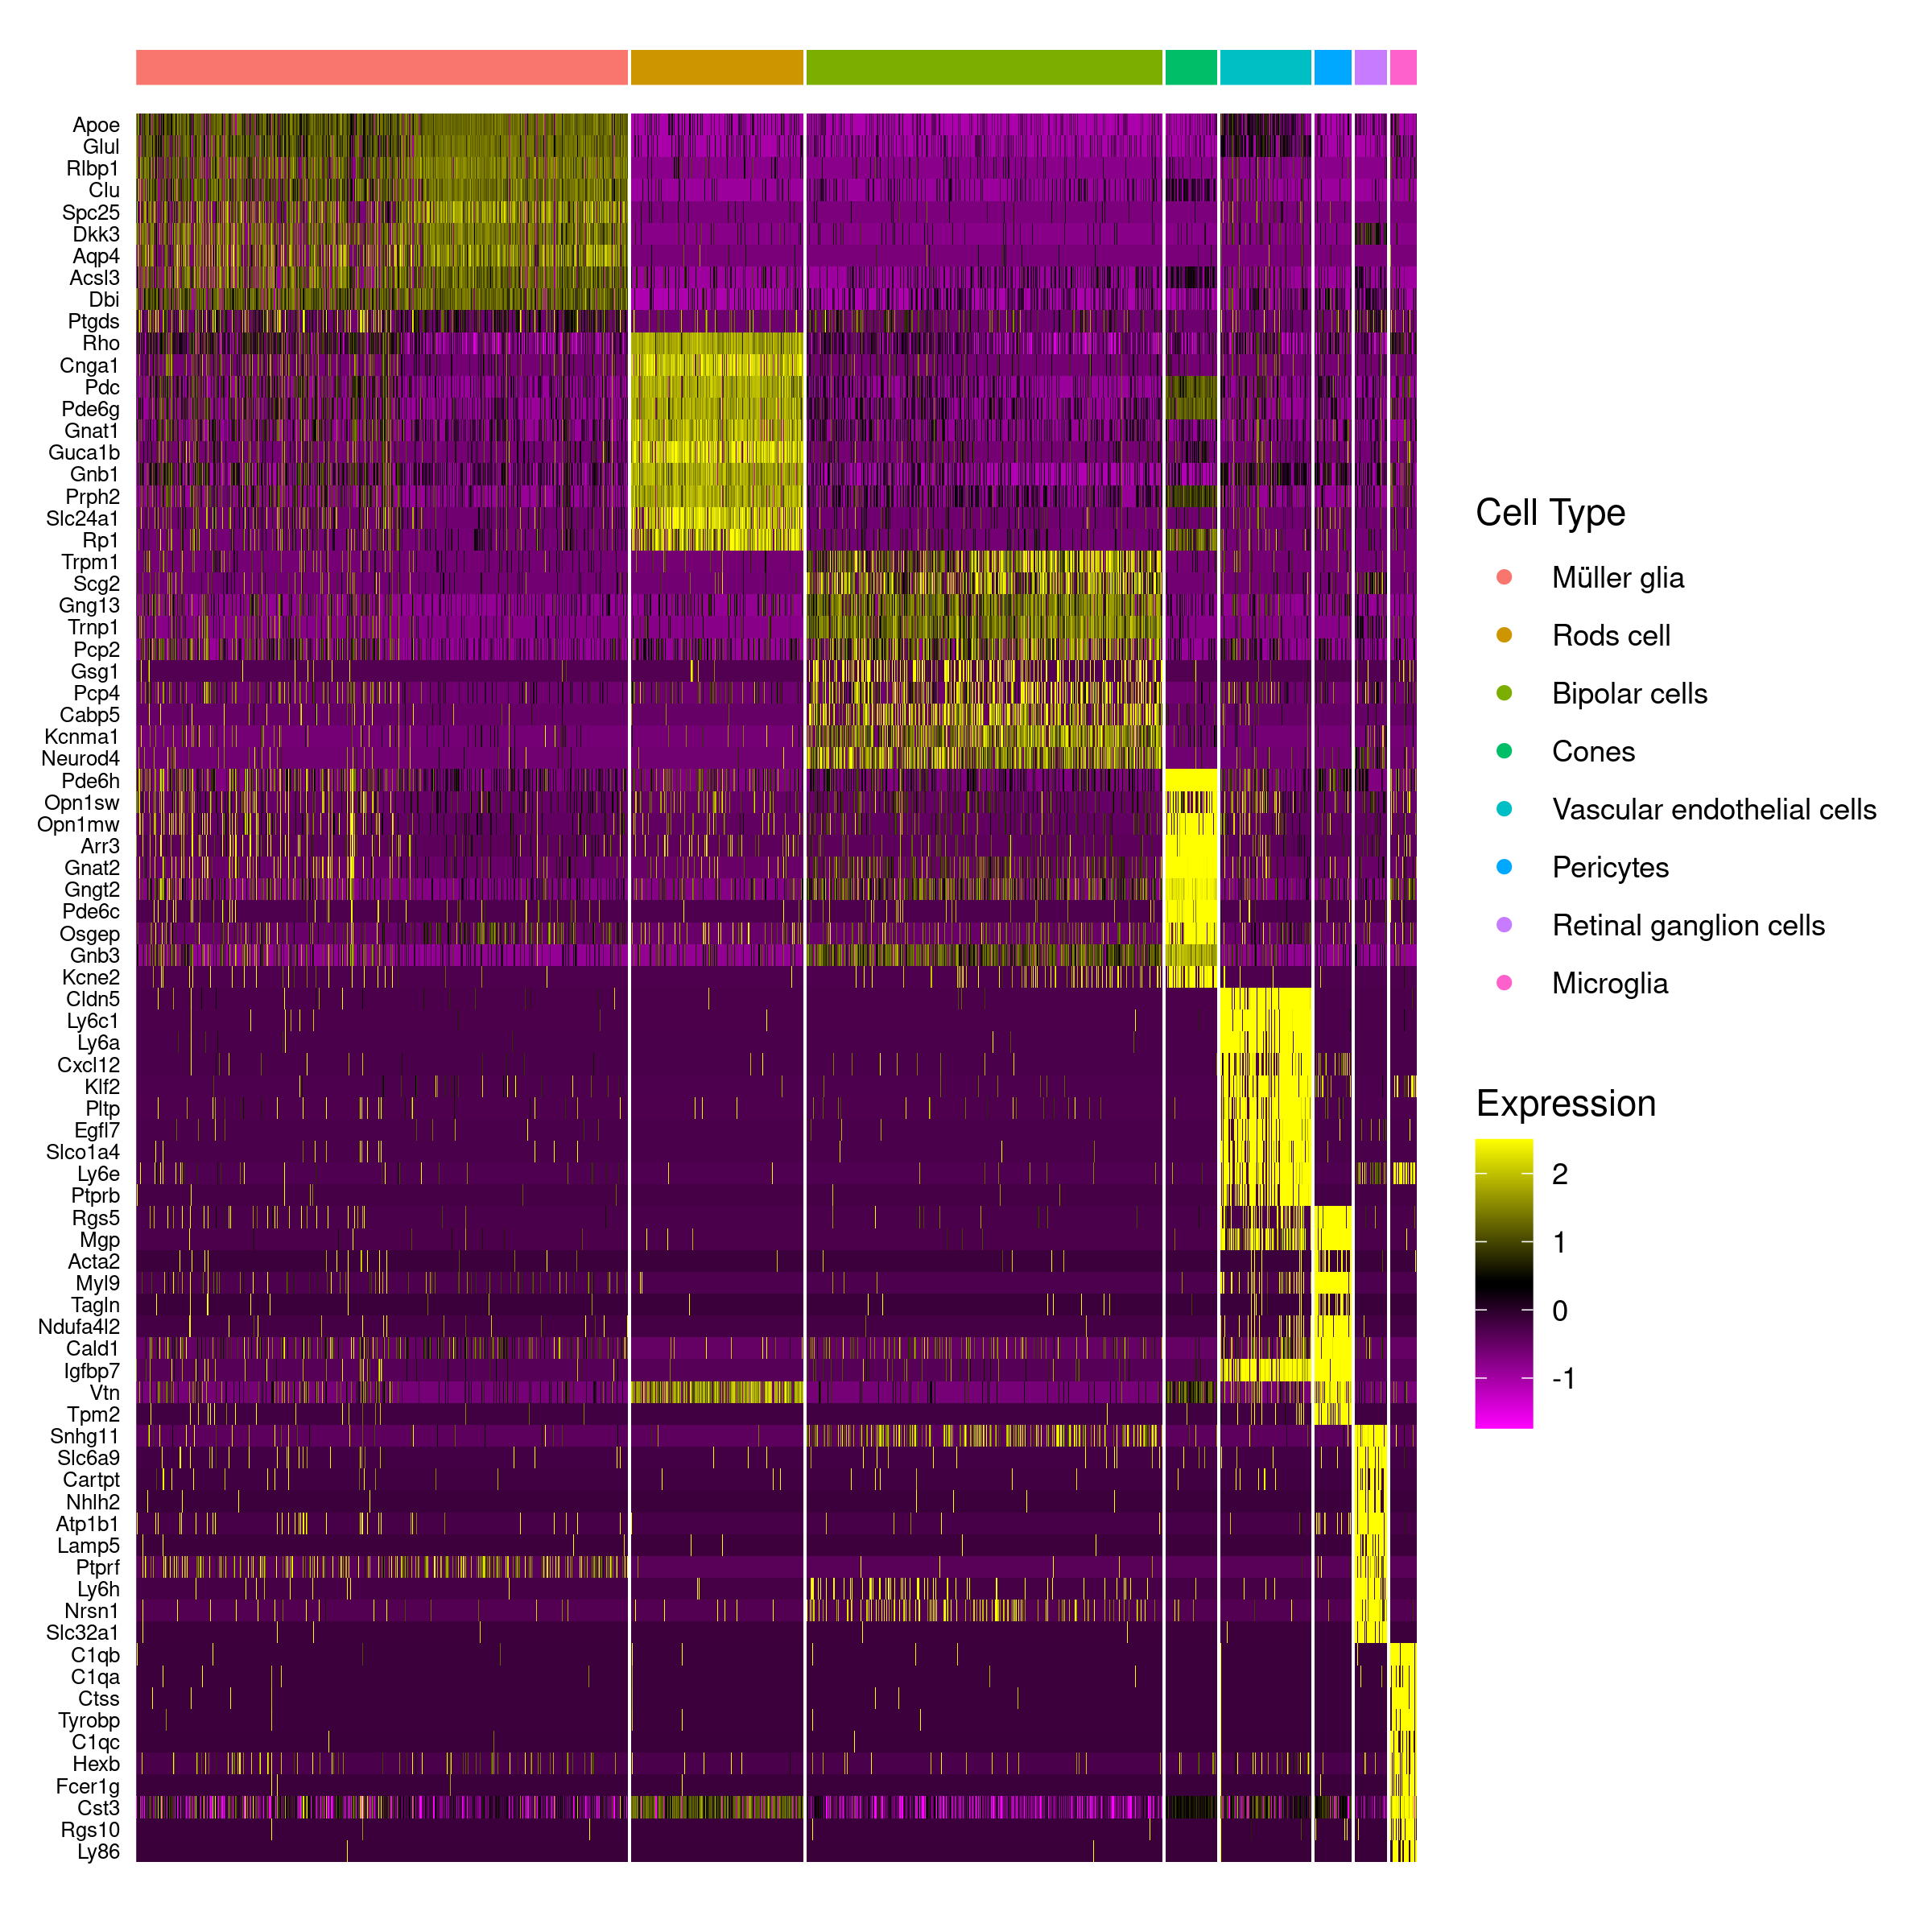 Apoe
Glul
Rlbp1
Clu
Spc25
Dkk3
Aqp4
Acsl3
Dbi
Ptgds
Rho
Cnga1
Pdc
Pde6g
Gnat1
Guca1b
Gnb1
Prph2
Slc24a1
Rp1
Trpm1
Scg2
Gng13
Trnp1
Pcp2
Gsg1
Pcp4
Cabp5
Kcnma1
Neurod4
Pde6h
Opn1sw
Opn1mw
Arr3
Gnat2
Gngt2
Pde6c
Osgep
Gnb3
Kcne2
Cldn5
Ly6c1
Ly6a
Cxcl12
Klf2
Pltp
Egfl7
Slco1a4
Ly6e
Ptprb
Rgs5
Mgp
Acta2
Myl9
Tagln
Ndufa4l2
Cald1
Igfbp7
Vtn
Tpm2
Snhg11
Slc6a9
Cartpt
Nhlh2
Atp1b1
Lamp5
Ptprf
Ly6h
Nrsn1
Slc32a1
C1qb
C1qa
Ctss
Tyrobp
C1qc
Hexb
Fcer1g
Cst3
Rgs10
Ly86
Cell Type
Müller glia
Rods cell
Bipolar cells
Cones
Vascular endothelial cells
Pericytes
Retinal ganglion cells
Microglia
Expression
2
1
0
-1